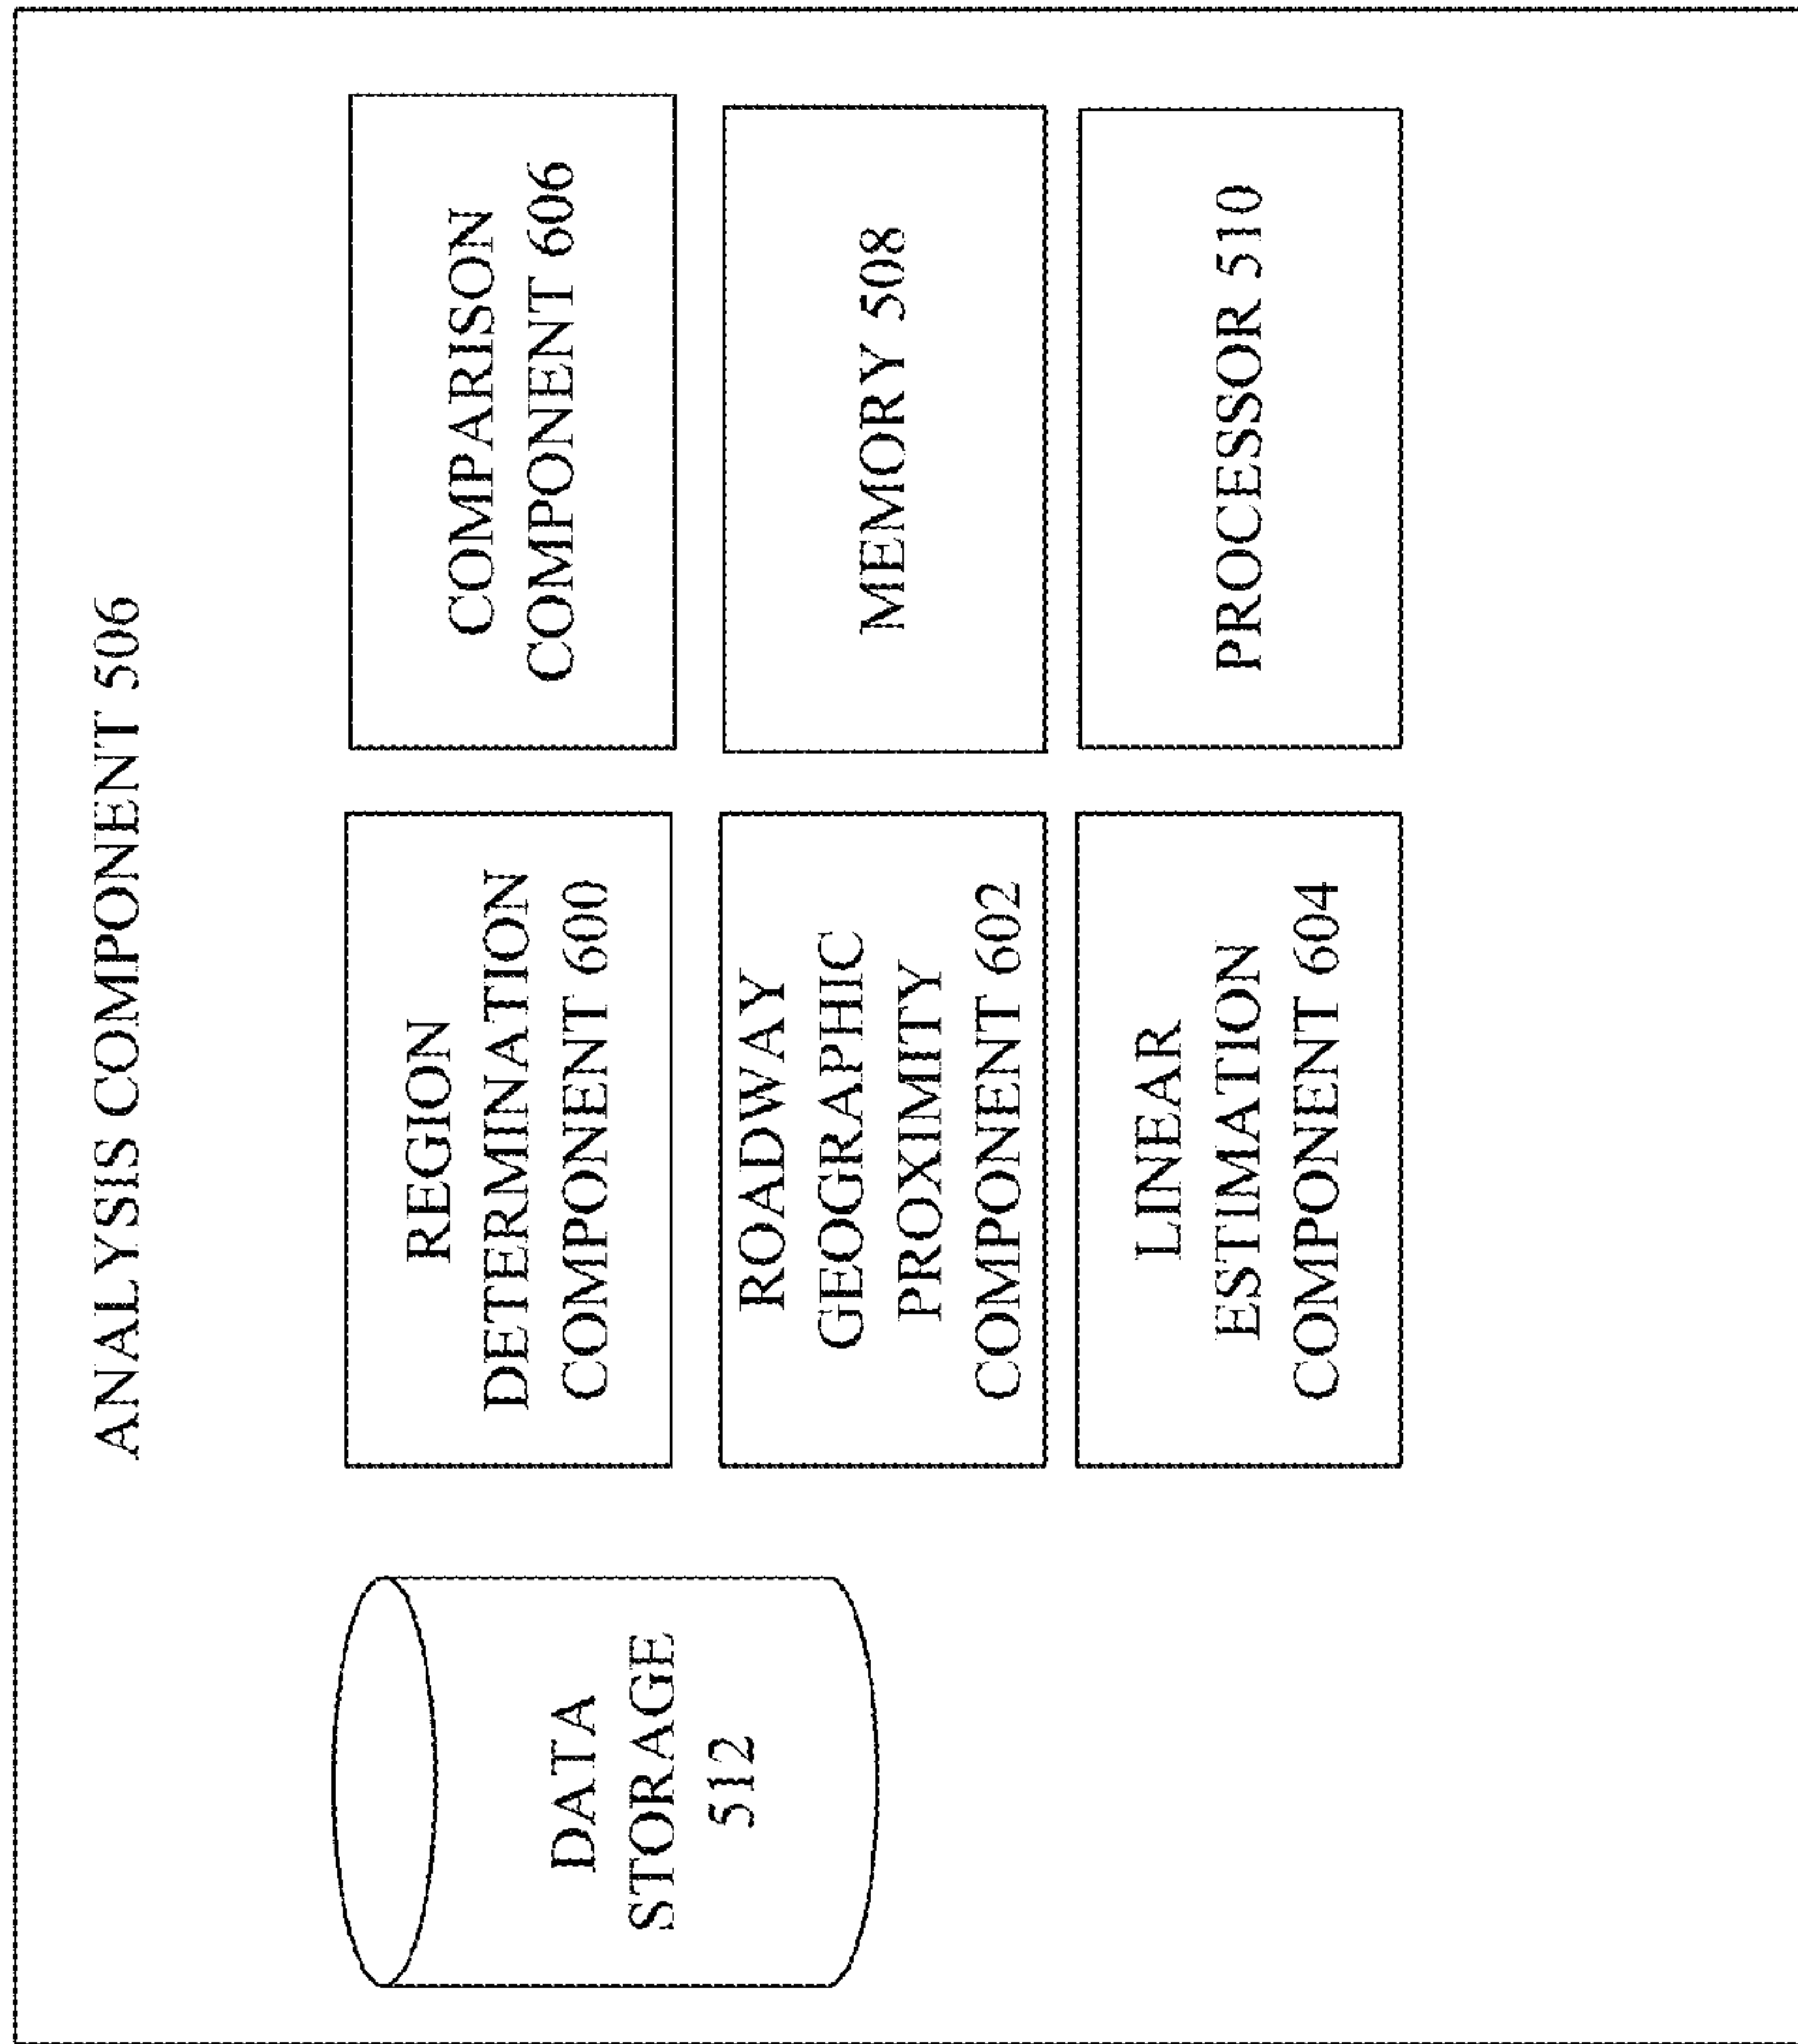 ANALYSIS COMPONENT 506
DATA
STORAGE
512
REGION
DETERMINATION
COMPONENT 600
ROADWAY
GEOGRAPHIC
PROXIMITY
COMPONENT 602
LINEAR
ESTIMATION
COMPONENT 604
COMPARISON
COMPONENT 606
MEMORY 508
PROCESSOR 510